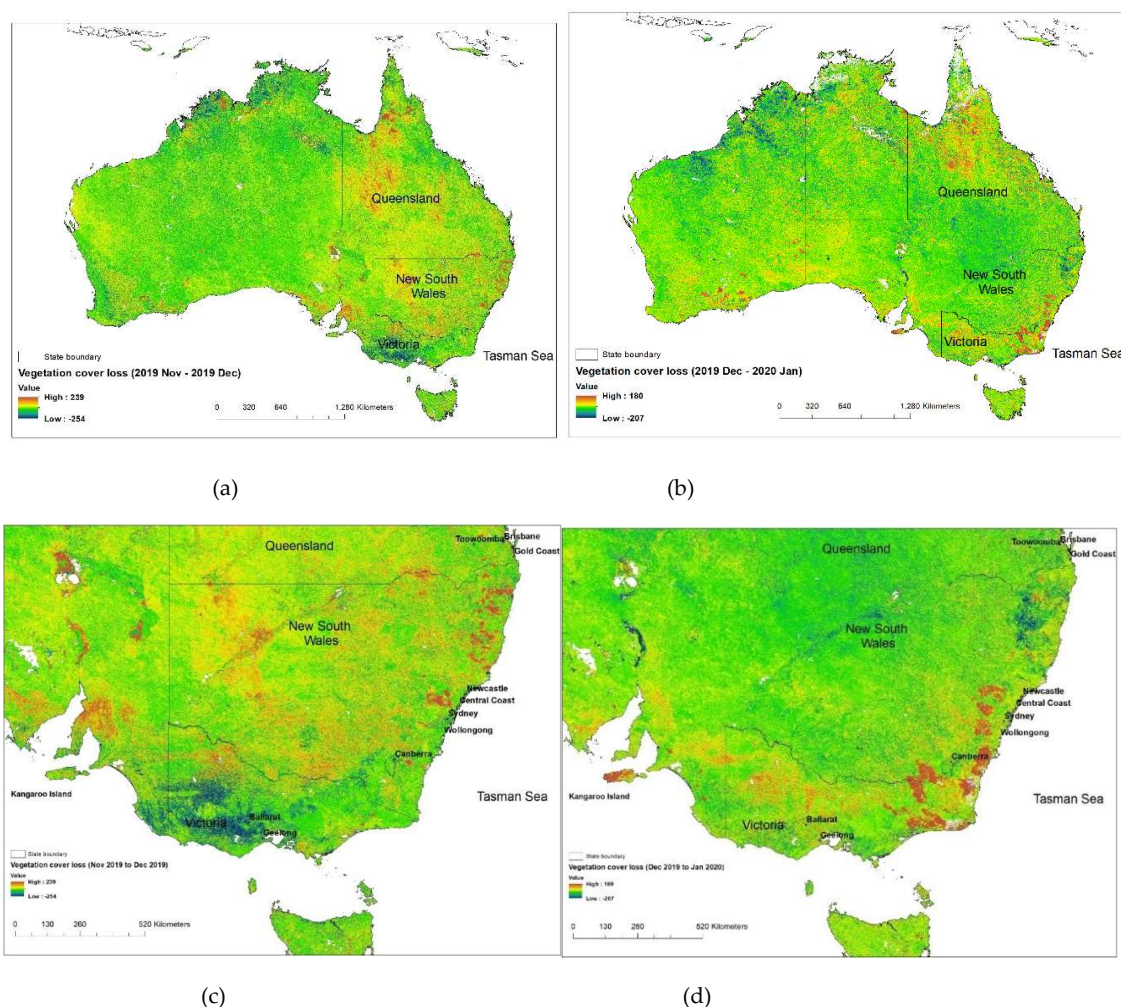 Queensland
New South
Wales
Victoria
Tasman Sea
State boundary
Vegetation cover loss (2019 Nov - 2019 Dec)
Value
High : 239
Low : -254
0 320 640 1,280 Kilometers
(a)
Queensland
New South
Wales
Victoria
Tasman Sea
State boundary
Vegetation cover loss (2019 Dec - 2020 Jan)
Value
High : 180
Low : -207
0 320 640 1,280 Kilometers
(b)
Queensland
Toowoomba
Brisbane
Gold Coast
New South
Wales
Newcastle
Central Coast
Sydney
Wollongong
Canberra
Kangaroo Island
Tasman Sea
Victoria
Ballarat
Geelong
State boundary
Vegetation cover loss (Nov 2019 to Dec 2019)
Value
High : 239
Low : -254
0 130 260 520 Kilometers
(c)
Queensland
Toowoomba
Brisbane
Gold Coast
New South
Wales
Newcastle
Central Coast
Sydney
Wollongong
Canberra
Kangaroo Island
Tasman Sea
Victoria
Ballarat
Geelong
State boundary
Vegetation cover loss (Dec 2019 to Jan 2020)
Value
High : 180
Low : -207
0 130 260 520 Kilometers
(d)